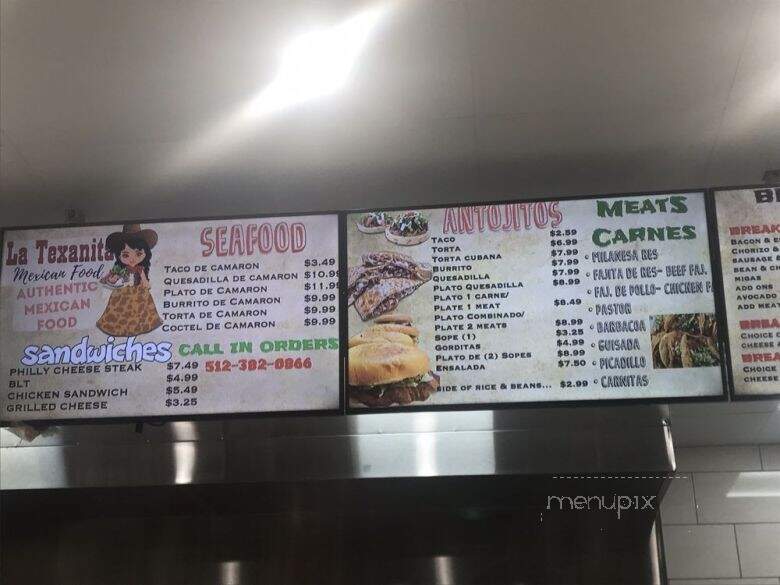 La Texanita
Mexican Food
AUTHENTIC
MEXICAN
FOOD
SEAFOOD
TACO DE CAMARON $3.49
QUESADILLA DE CAMARON $10.99
PLATO DE CAMARON $11.99
BURRITO DE CAMARON $9.99
TORTA DE CAMARON $9.99
COCTEL DE CAMARON $9.99
sandwiches
CALL IN ORDERS
512-382-0866
PHILLY CHEESE STEAK $7.49
BLT $4.99
CHICKEN SANDWICH $5.49
GRILLED CHEESE $3.25
ANTOJITOS
TACO $2.59
TORTA $6.99
TORTA CUBANA $7.99
BURRITO $7.99
QUESADILLA $7.99
PLATO QUESADILLA $8.99
PLATO 1 CARNE/
PLATE 1 MEAT $8.49
PLATO COMBINADO/
PLATE 2 MEATS $8.99
SOPE (1) $3.25
GORDITAS $4.99
PLATO DE (2) SOPES $8.99
ENSALADA $7.50
SIDE OF RICE & BEANS... $2.99
MEATS
CARNES
• MILANESA RES
• FAJITA DE RES- BEEF FAJ.
• FAJ. DE POLLO- CHICKEN F
• PASTOR
• BARBACOA
• GUISADA
• PICADILLO
• CARNITAS
B
BREAK
BACON &
CHORIZO &
SAUSAGE &
BEAN &
MIGAS
ADD ONS
AVOCADO
ADD MEAT
BREA
CHOICE
CHEESE
BREA
CHOICE
CHEESE
menupix